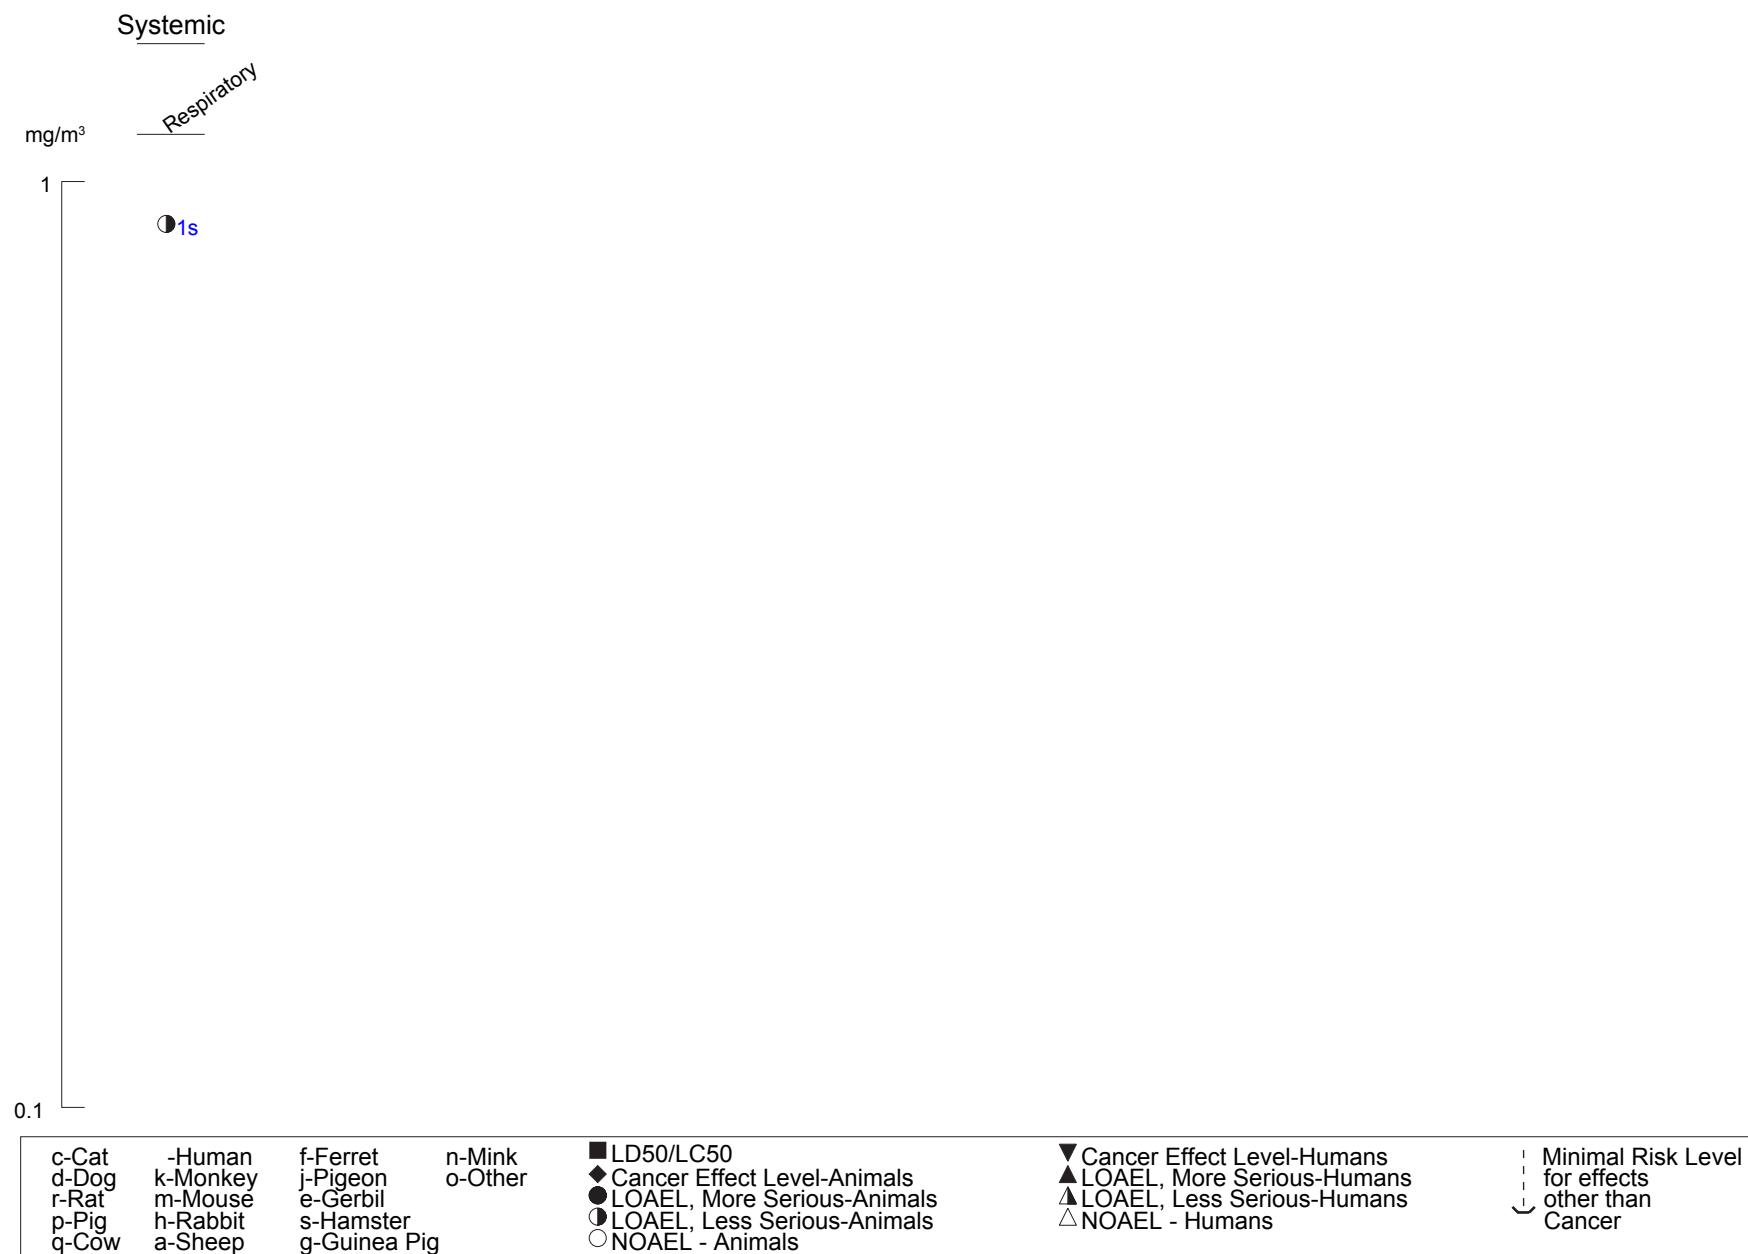 Systemic
Respiratory
mg/m³
1
1s
0.1
c-Cat -Human f-Ferret n-Mink
d-Dog k-Monkey j-Pigeon o-Other
r-Rat m-Mouse e-Gerbil
p-Pig h-Rabbit s-Hamster
q-Cow a-Sheep g-Guinea Pig
LD50/LC50
Cancer Effect Level-Animals
LOAEL, More Serious-Animals
LOAEL, Less Serious-Animals
NOAEL - Animals
Cancer Effect Level-Humans
LOAEL, More Serious-Humans
LOAEL, Less Serious-Humans
NOAEL - Humans
Minimal Risk Level
for effects
other than
Cancer